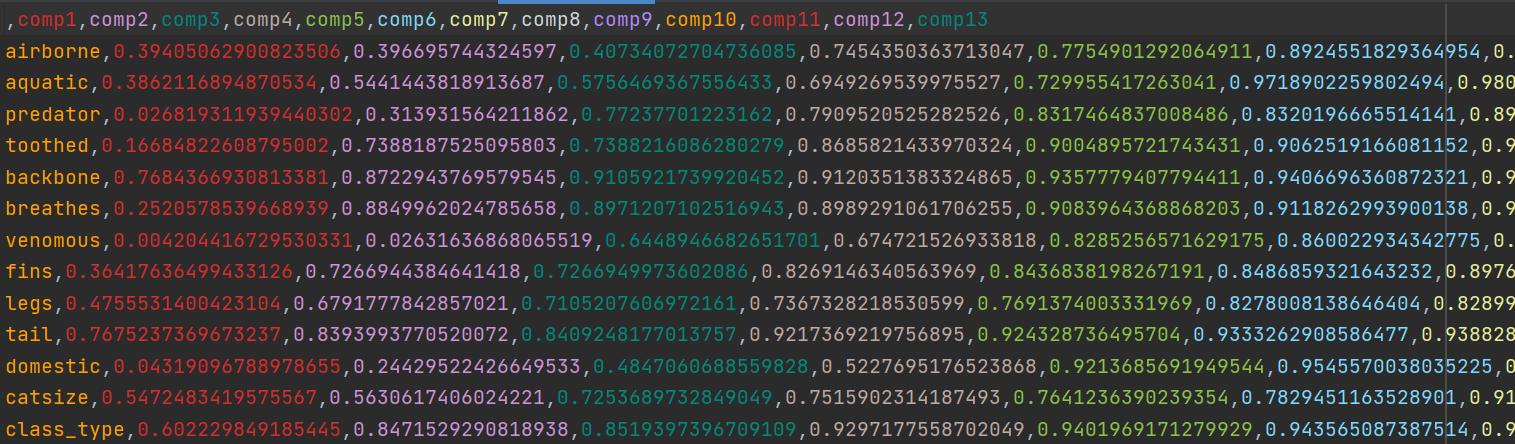 ,comp1,comp2,comp3,comp4,comp5,comp6,comp7,comp8,comp9,comp10,comp11,comp12,comp13
airborne,0.39405062900823506,0.396695744324597,0.40734072704736085,0.7454350363713047,0.7754901292064911,0.8924551829364954,0.
aquatic,0.3862116894870534,0.5441443818913687,0.5756469367556433,0.6949269539975527,0.729955417263041,0.9718902259802494,0.980
predator,0.026819311939440302,0.3139315642118​62,0.772377012​23162,0.7909520525282526,0.8317464837008486,0.8320196665514141,0.89
toothed,0.16684822608795002,0.7388187525095803,0.7388216086280279,0.8685821433970324,0.9004895721743431,0.9062519166081152,0.9
backbone,0.7684366930813381,0.8722943769579545,0.9105921739920452,0.9120351383324865,0.9357779407794411,0.9406696360872321,0.9
breathes,0.2520578539668939,0.8849962024785658,0.8971207102516943,0.8989291061706255,0.9083964368868203,0.9118262993900138,0.9
venomous,0.004204416729530331,0.02631636868065519,0.6448946682651701,0.674721526933818,0.8285256571629175,0.860022934342775,0.
fins,0.36417636499433126,0.7266944384641418,0.7266949973602086,0.8269146340563969,0.8436838198267191,0.8486859321643232,0.8976
legs,0.4755531400423104,0.6791777842857021,0.7105207606972161,0.7367328218530599,0.7691374003331969,0.8278008138646404,0.82899
tail,0.7675237369673237,0.8393993770520072,0.8409248177013757,0.9217369219756895,0.924328736495704,0.9333262908586477,0.938828
domestic,0.04319096788978655,0.24429522426649533,0.4847060688559828,0.5227695176523868,0.9213685691949544,0.9545570038035225,0
catsize,0.5472483419575567,0.5630617406024221,0.7253689732849049,0.7515902314187493,0.7641236390239354,0.7829451163528901,0.91
class_type,0.602229849185445,0.8471529290818938,0.8519397396709109,0.9297177558702049,0.9401969171279929,0.943565087387514,0.9